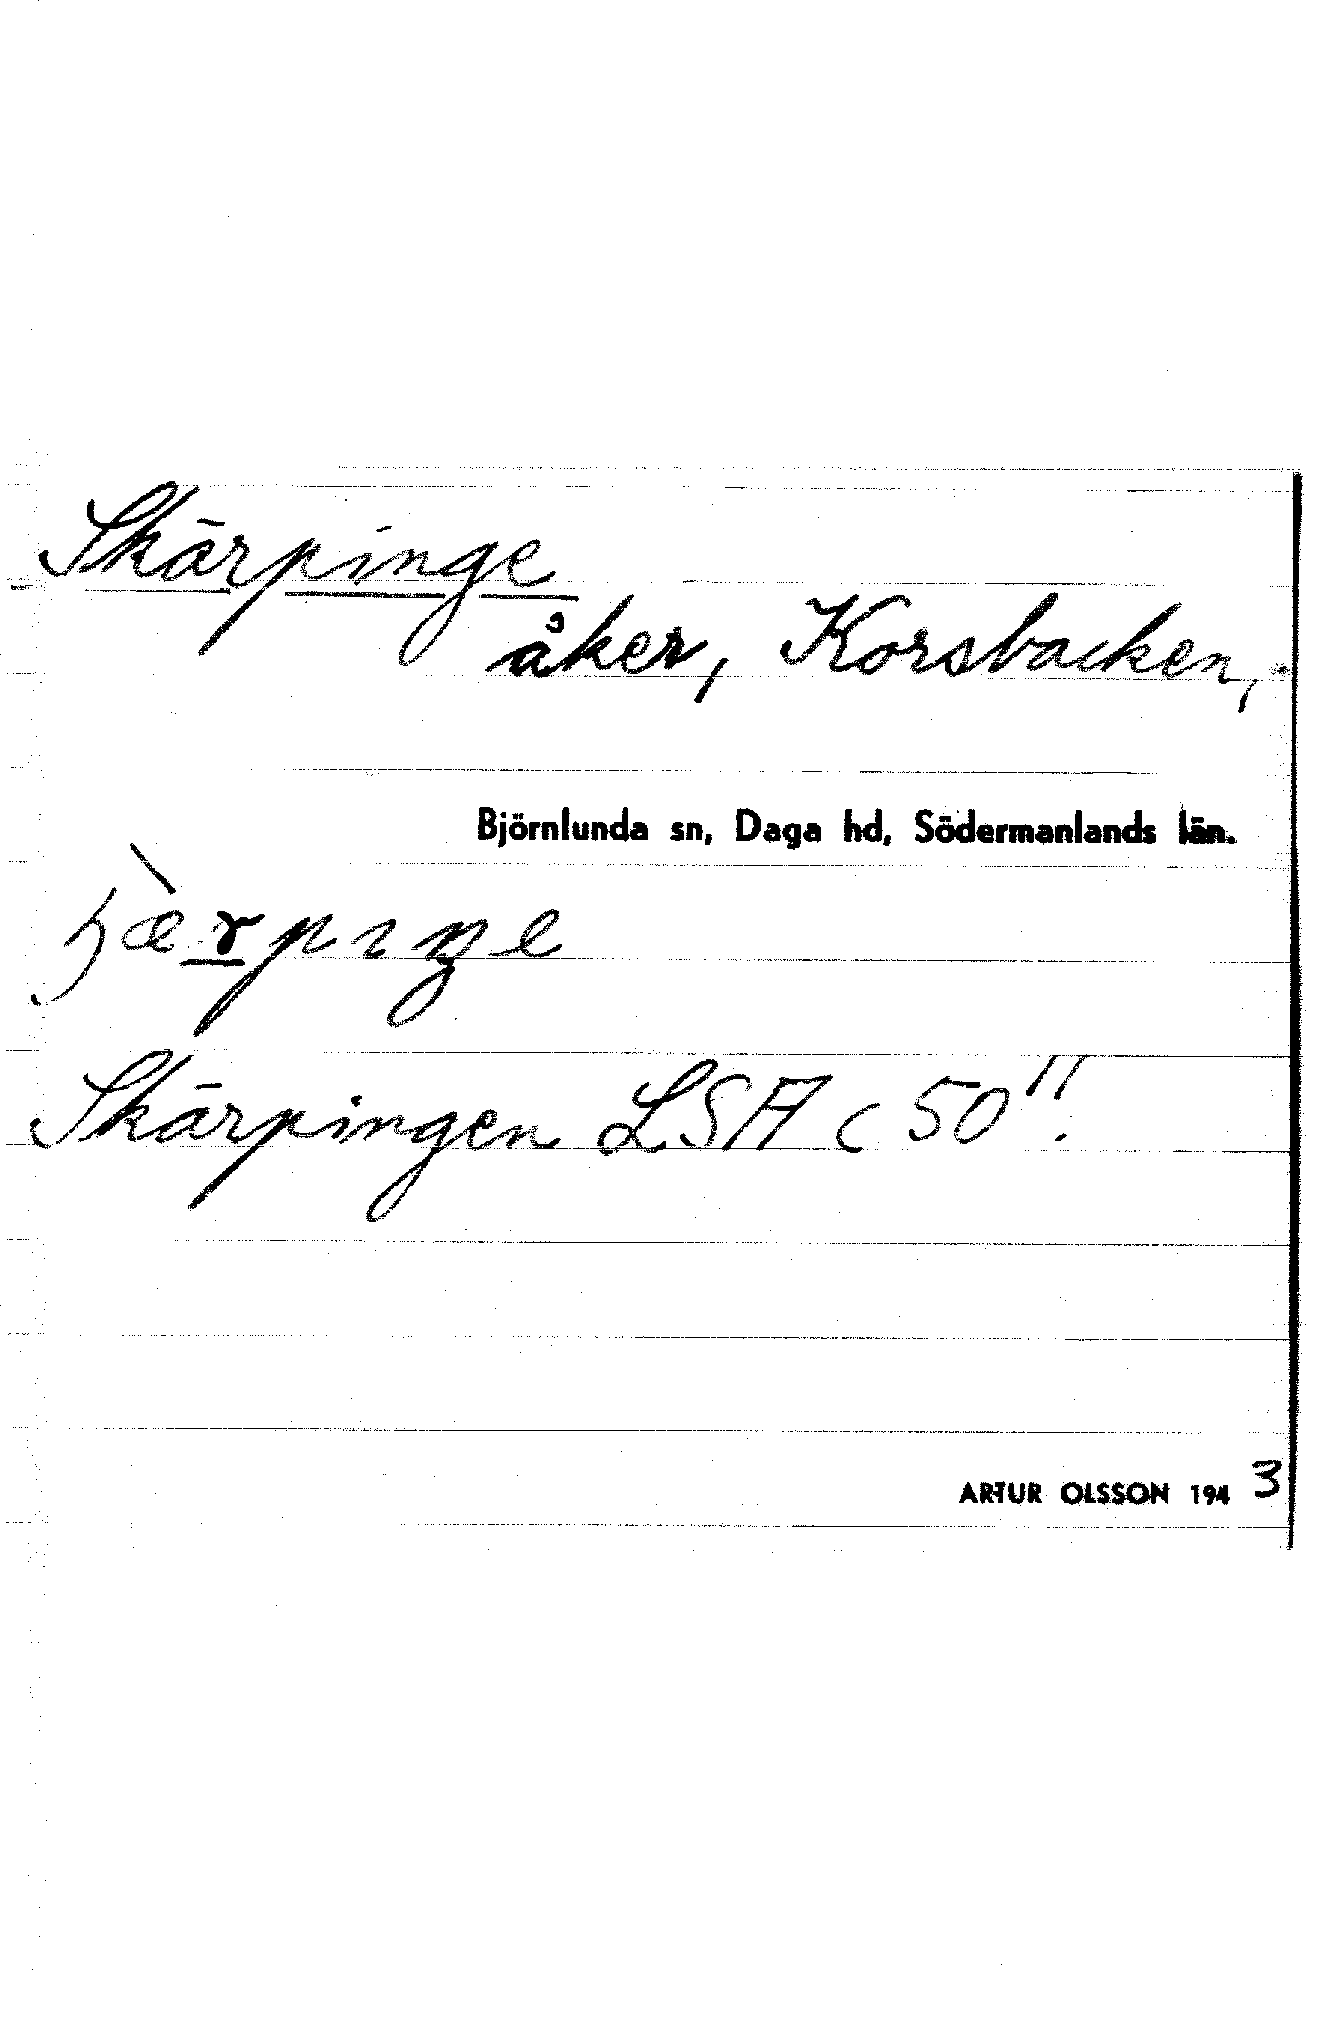 Skärpinge
åker, Korsbacken,
Björnlunda sn, Daga hd, Södermanlands län.
Skärpingen LSA c 50".
ARTUR OLSSON 1943